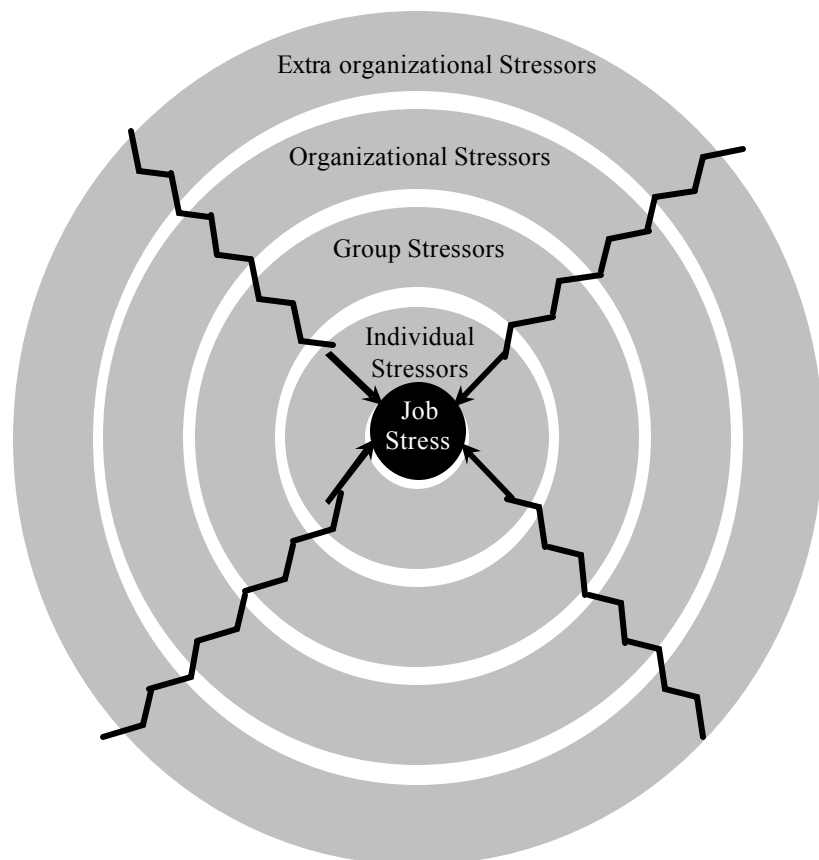 Extra organizational Stressors
Organizational Stressors
Group Stressors
Individual
Stressors
Job
Stress